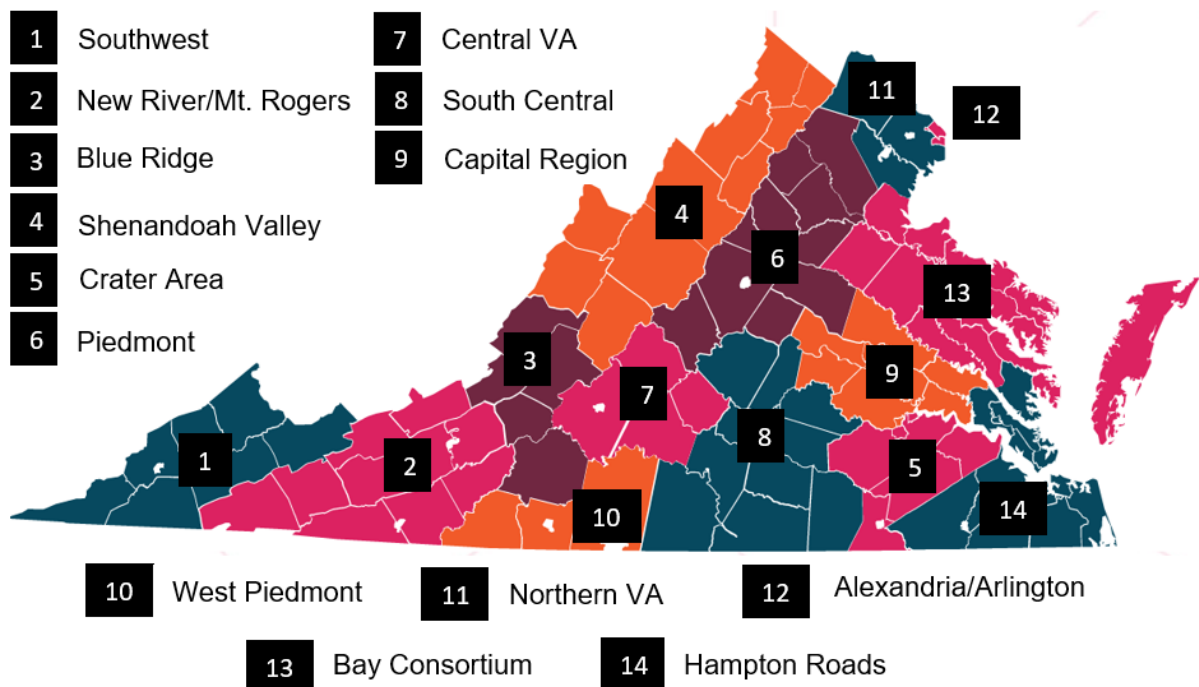 1 Southwest
2 New River/Mt. Rogers
3 Blue Ridge
4 Shenandoah Valley
5 Crater Area
6 Piedmont
7 Central VA
8 South Central
9 Capital Region
11
12
4
6
13
3
9
7
8
1
2
5
10
14
10 West Piedmont
11 Northern VA
12 Alexandria/Arlington
13 Bay Consortium
14 Hampton Roads